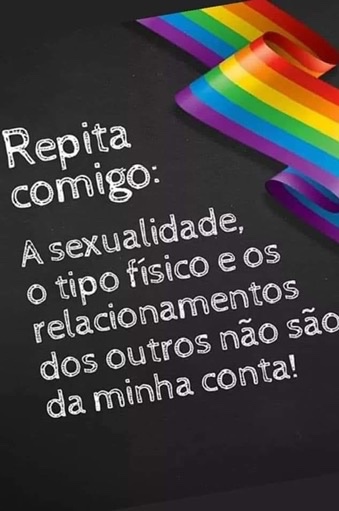 Repita
comigo:
A sexualidade,
o tipo físico e os
relacionamentos
dos outros não são
da minha conta!